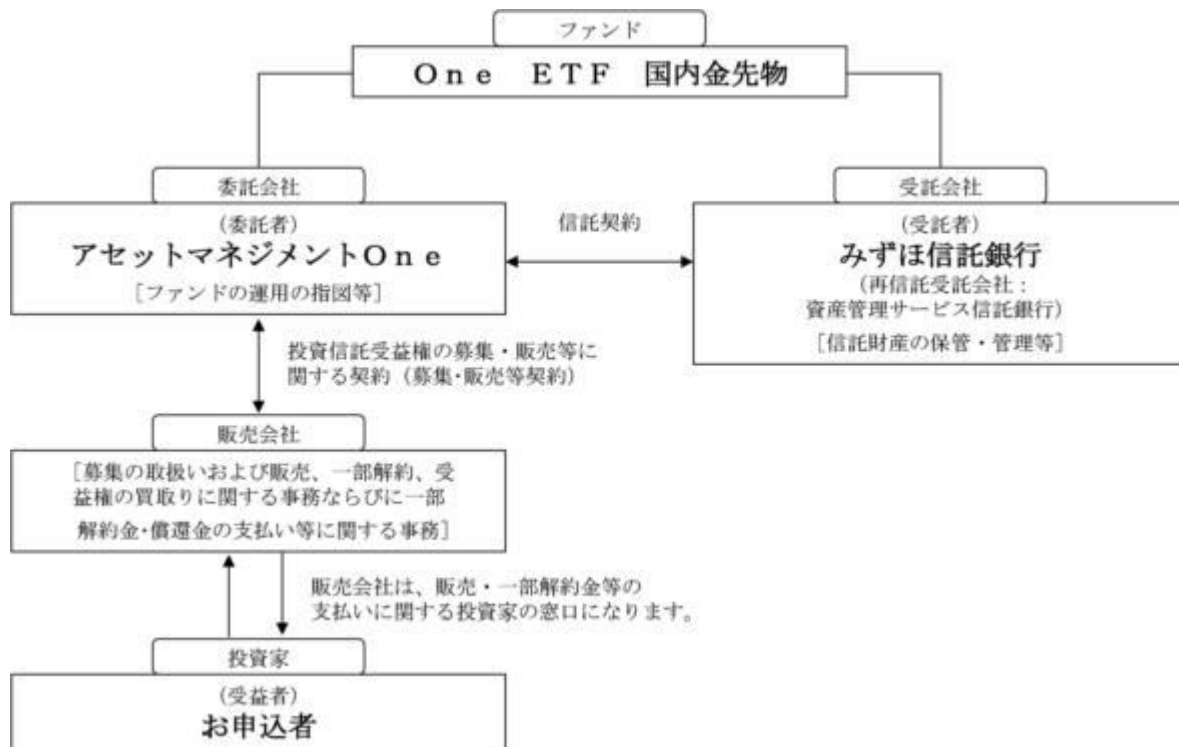 ファンド
Ｏｎｅ　ＥＴＦ　国内金先物
委託会社
（委託者）
アセットマネジメントＯｎｅ
［ファンドの運用の指図等］
信託契約
受託会社
（受託者）
みずほ信託銀行
（再信託受託会社：
資産管理サービス信託銀行）
［信託財産の保管・管理等］
投資信託受益権の募集・販売等に
関する契約（募集・販売等契約）
販売会社
［募集の取扱いおよび販売、一部解約、受
益権の買取りに関する事務ならびに一部
解約金・償還金の支払い等に関する事務］
販売会社は、販売・一部解約金等の
支払いに関する投資家の窓口になります。
投資家
（受益者）
お申込者